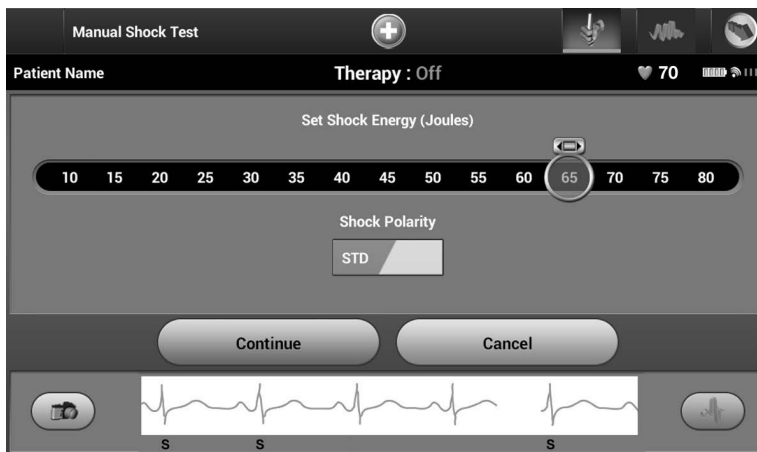 Manual Shock Test
Patient Name Therapy : Off 70
Set Shock Energy (Joules)
10 15 20 25 30 35 40 45 50 55 60 65 70 75 80
Shock Polarity
STD
Continue Cancel
S S S